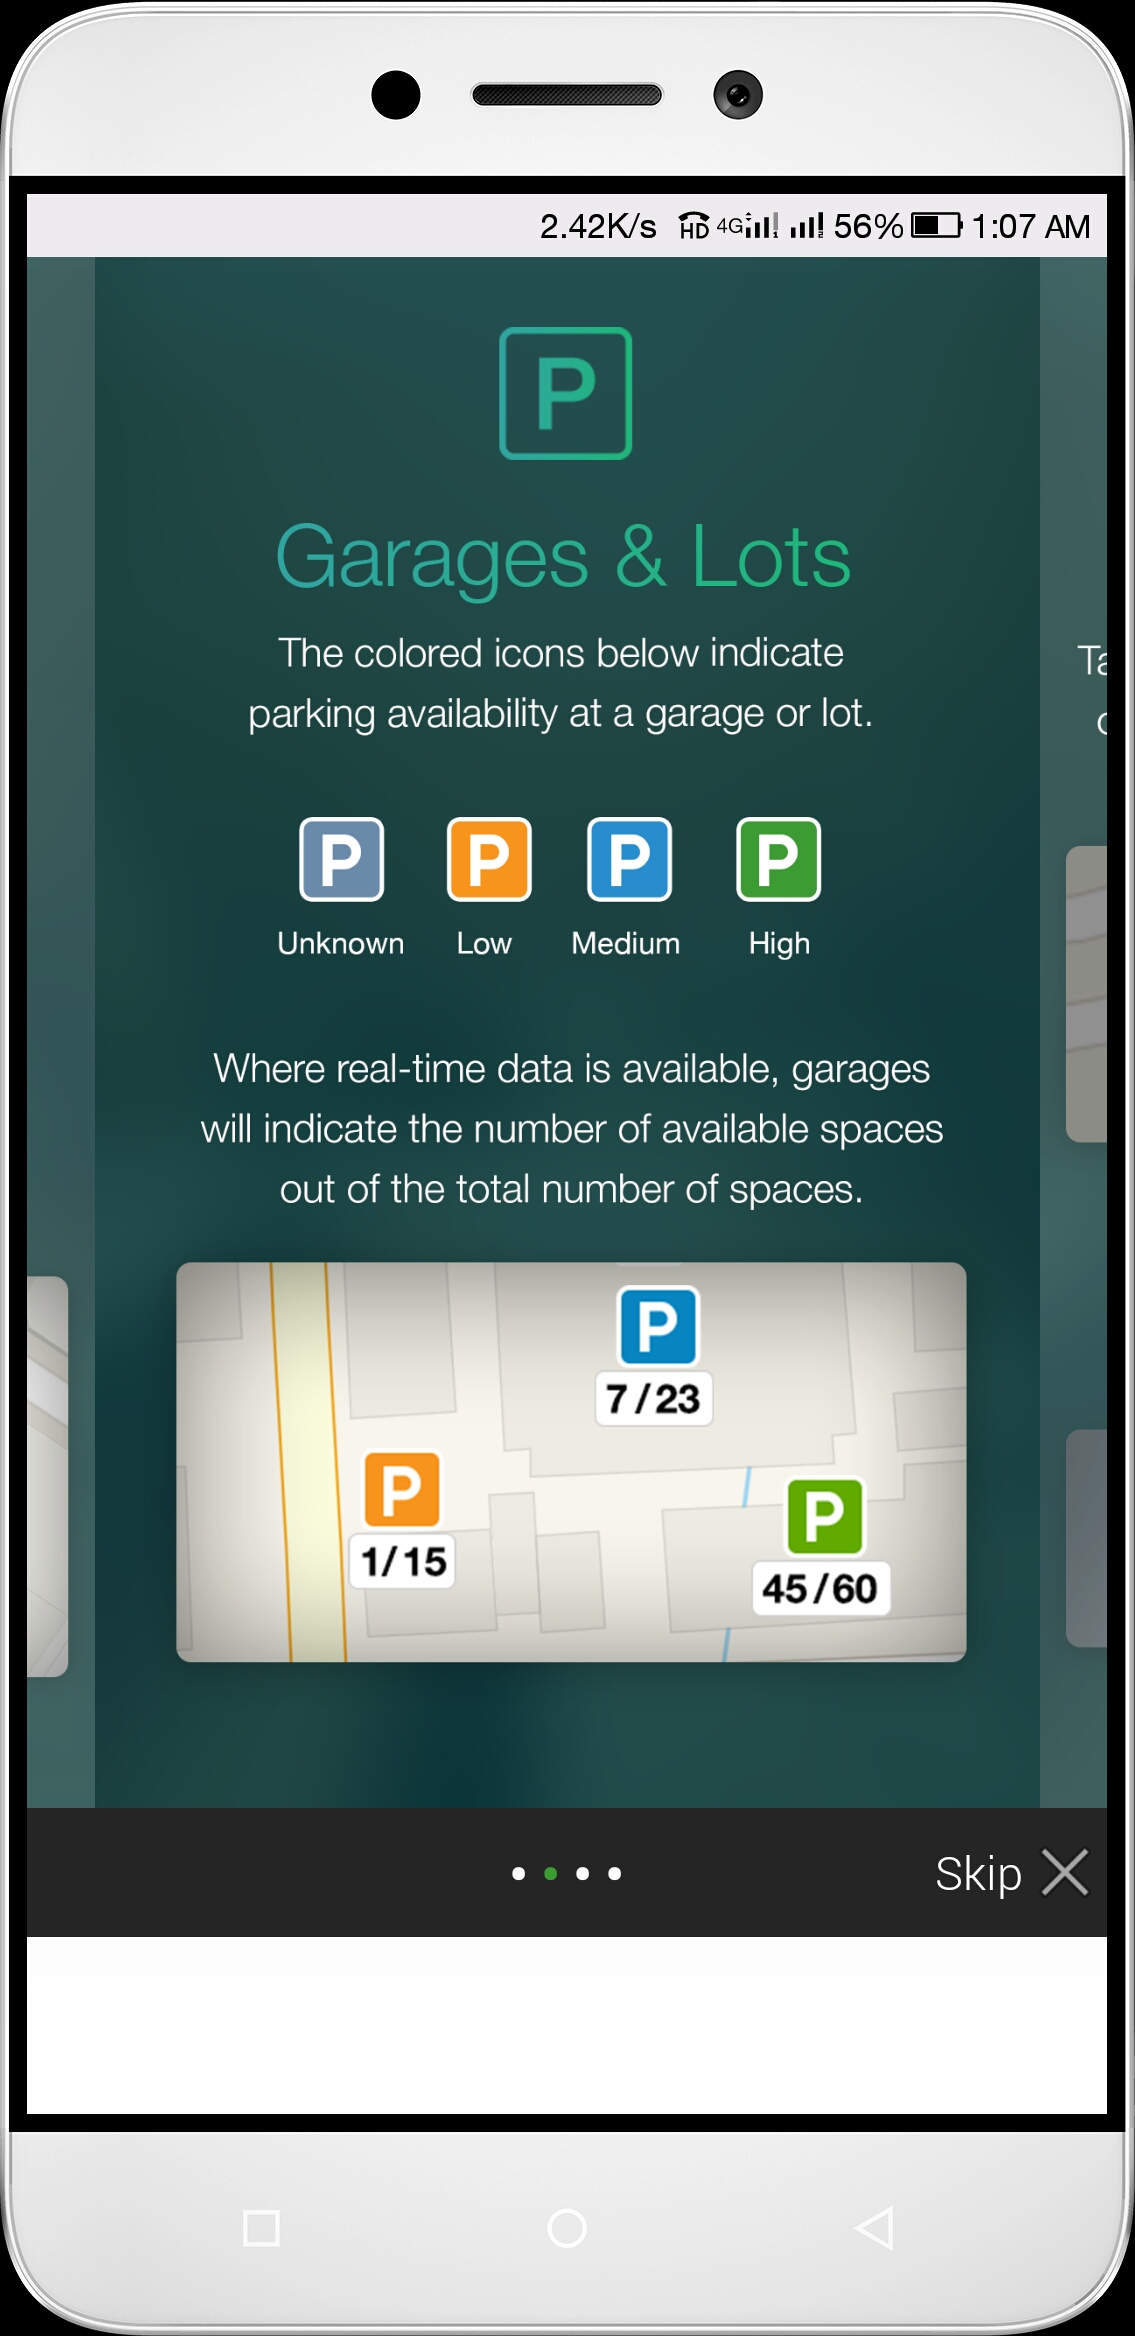 2.42K/s HD 4G 1 2 56% 1:07 AM
P
Garages & Lots
The colored icons below indicate
parking availability at a garage or lot.
P P P P
Unknown Low Medium High
Where real-time data is available, garages
will indicate the number of available spaces
out of the total number of spaces.
P
7/23
P
1/15
P
45/60
Skip